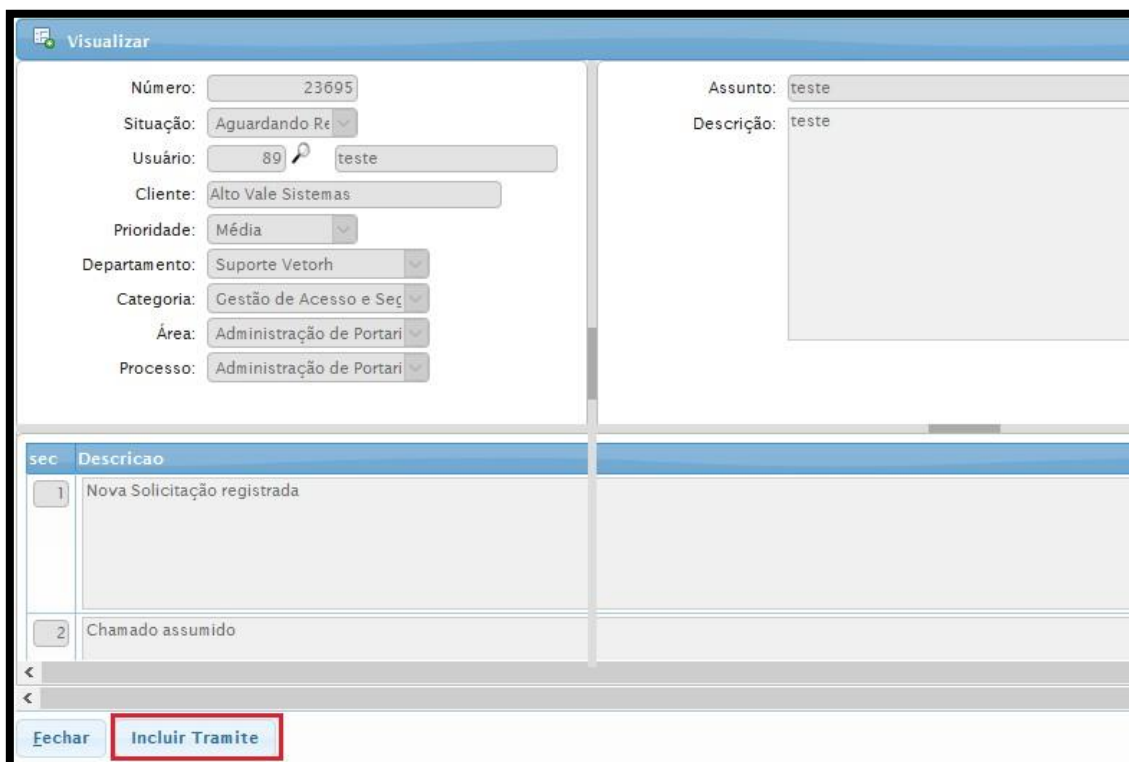 Visualizar
Número: 23695
Situação: Aguardando Re
Usuário: 89 teste
Cliente: Alto Vale Sistemas
Prioridade: Média
Departamento: Suporte Vetorh
Categoria: Gestão de Acesso e Seg
Área: Administração de Portari
Processo: Administração de Portari
Assunto: teste
Descrição: teste
sec Descricao
1 Nova Solicitação registrada
2 Chamado assumido
Fechar Incluir Tramite